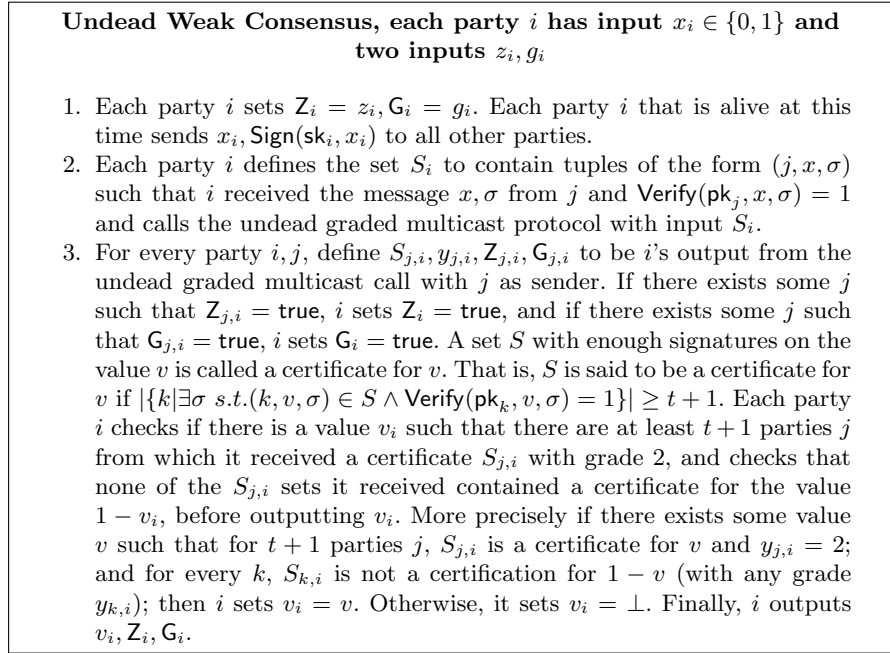 Undead Weak Consensus, each party i has input x_i ∈ {0, 1} and
two inputs z_i, g_i
1. Each party i sets Z_i = z_i, G_i = g_i. Each party i that is alive at this
time sends x_i, Sign(sk_i, x_i) to all other parties.
2. Each party i defines the set S_i to contain tuples of the form (j, x, σ)
such that i received the message x, σ from j and Verify(pk_j, x, σ) = 1
and calls the undead graded multicast protocol with input S_i.
3. For every party i, j, define S_{j,i}, y_{j,i}, Z_{j,i}, G_{j,i} to be i's output from the
undead graded multicast call with j as sender. If there exists some j
such that Z_{j,i} = true, i sets Z_i = true, and if there exists some j such
that G_{j,i} = true, i sets G_i = true. A set S with enough signatures on the
value v is called a certificate for v. That is, S is said to be a certificate for
v if |{k|∃σ s.t.(k, v, σ) ∈ S ∧ Verify(pk_k, v, σ) = 1}| ≥ t + 1. Each party
i checks if there is a value v_i such that there are at least t + 1 parties j
from which it received a certificate S_{j,i} with grade 2, and checks that
none of the S_{j,i} sets it received contained a certificate for the value
1 − v_i, before outputting v_i. More precisely if there exists some value
v such that for t + 1 parties j, S_{j,i} is a certificate for v and y_{j,i} = 2;
and for every k, S_{k,i} is not a certification for 1 − v (with any grade
y_{k,i}); then i sets v_i = v. Otherwise, it sets v_i = ⊥. Finally, i outputs
v_i, Z_i, G_i.